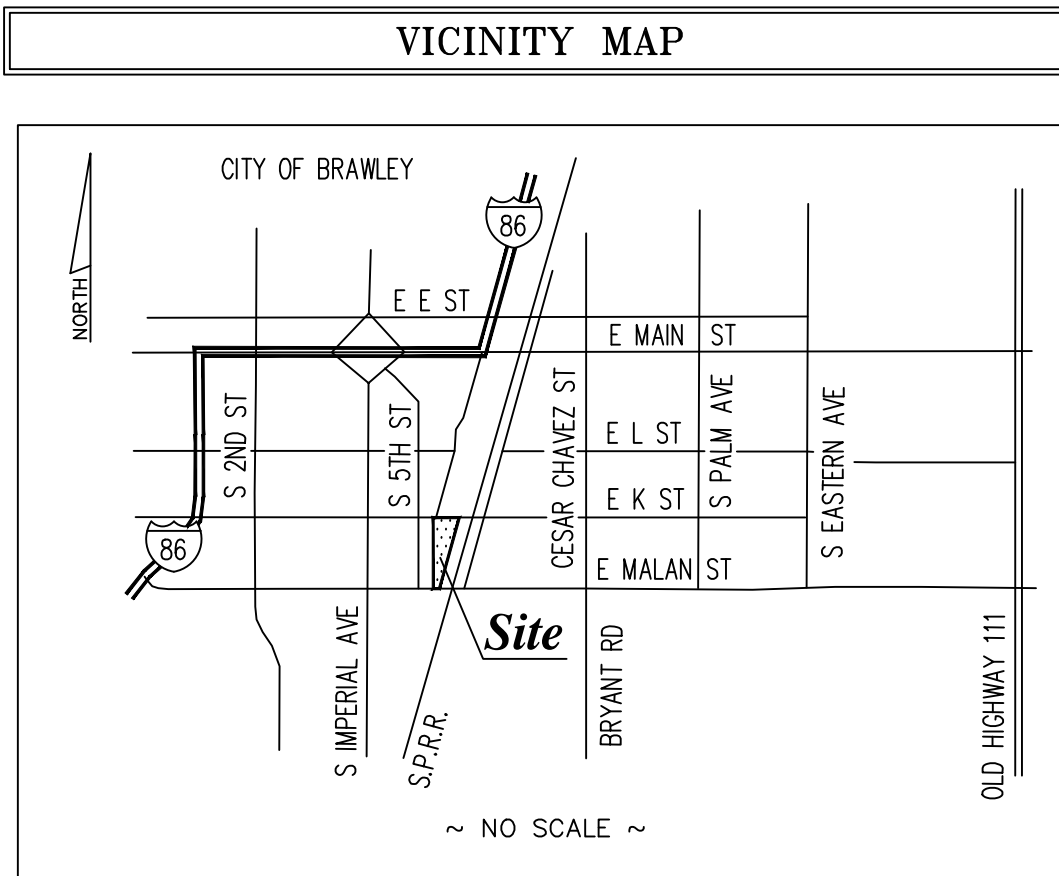 VICINITY MAP
CITY OF BRAWLEY
NORTH
86
E E ST
E MAIN ST
S 2ND ST
S 5TH ST
CESAR CHAVEZ ST
E L ST
S PALM AVE
S EASTERN AVE
E K ST
86
E MALAN ST
Site
S IMPERIAL AVE
S.P.R.R.
BRYANT RD
OLD HIGHWAY 111
~ NO SCALE ~